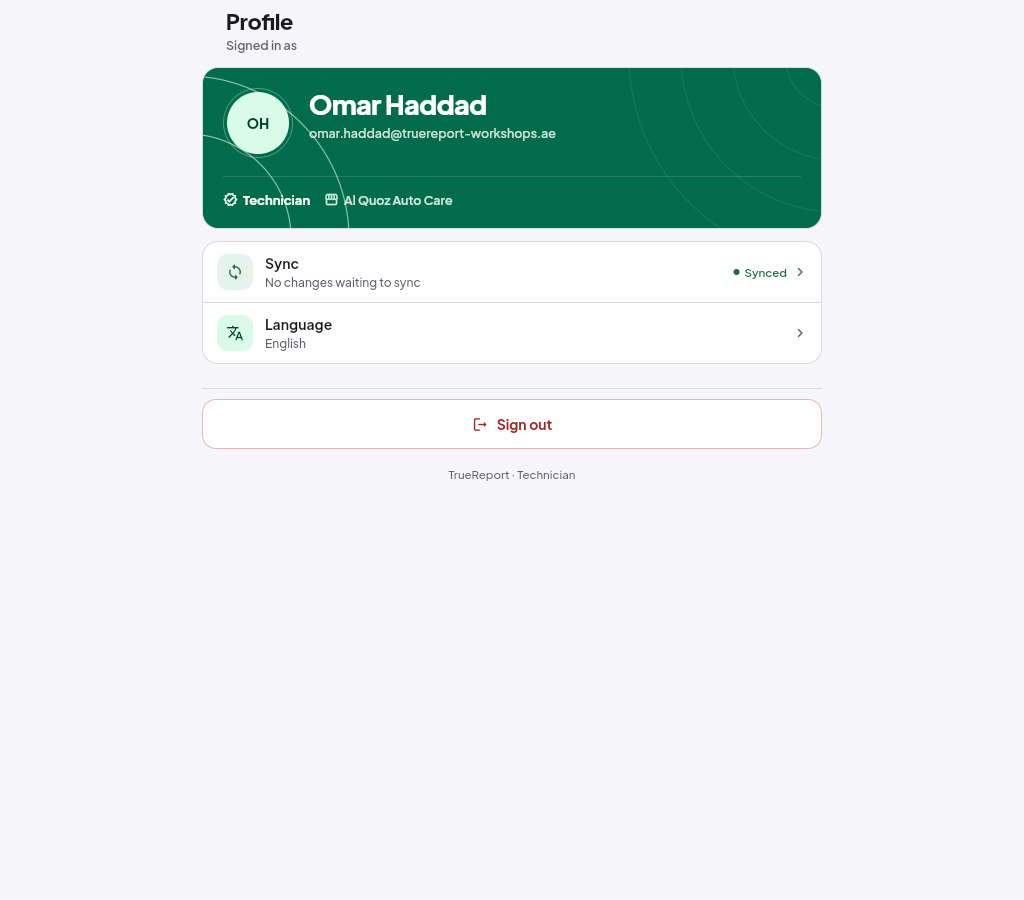 Profile
Signed in as
OH
Omar Haddad
omar.haddad@truereport-workshops.ae
Technician Al Quoz Auto Care
Sync
No changes waiting to sync
Synced
Language
English
Sign out
TrueReport · Technician